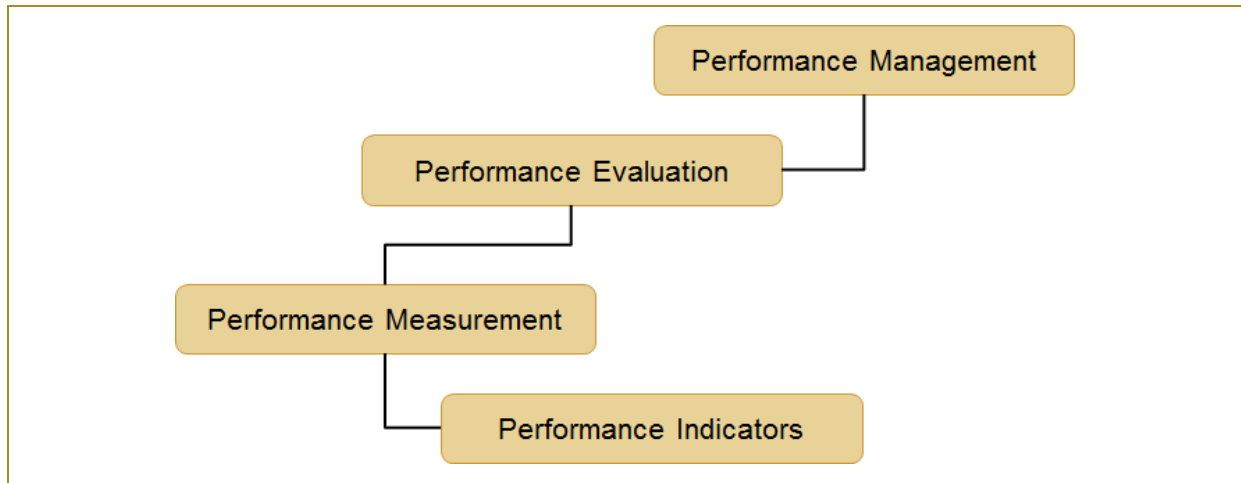 Performance Management
Performance Evaluation
Performance Measurement
Performance Indicators